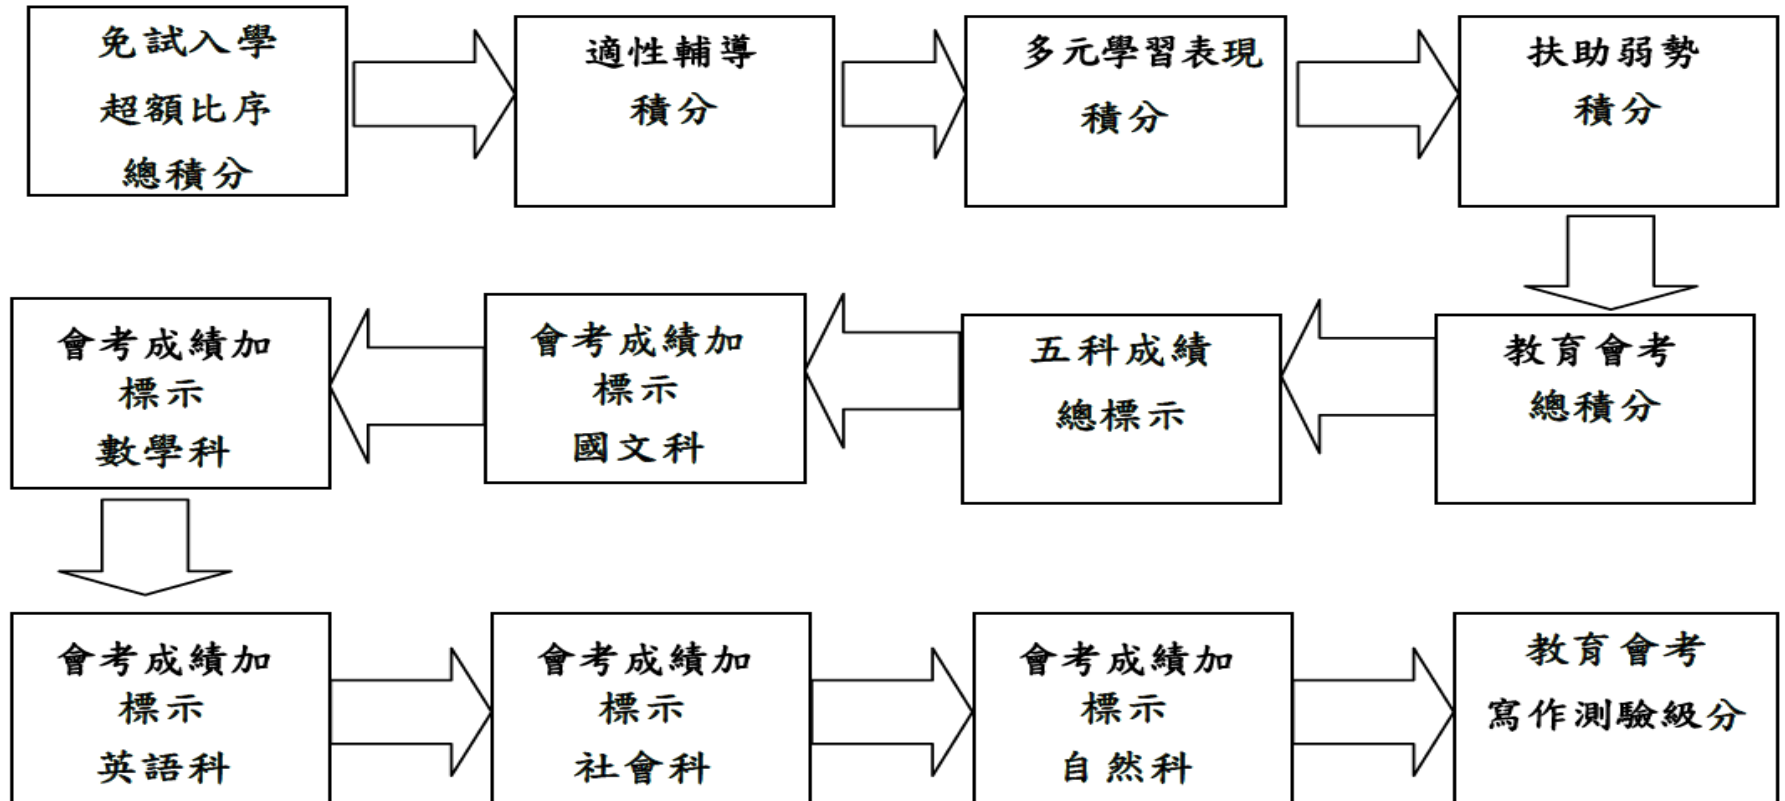 免試入學
超額比序
總積分
適性輔導
積分
多元學習表現
積分
扶助弱勢
積分
教育會考
總積分
五科成績
總標示
會考成績加
標示
國文科
會考成績加
標示
數學科
會考成績加
標示
英語科
會考成績加
標示
社會科
會考成績加
標示
自然科
教育會考
寫作測驗級分